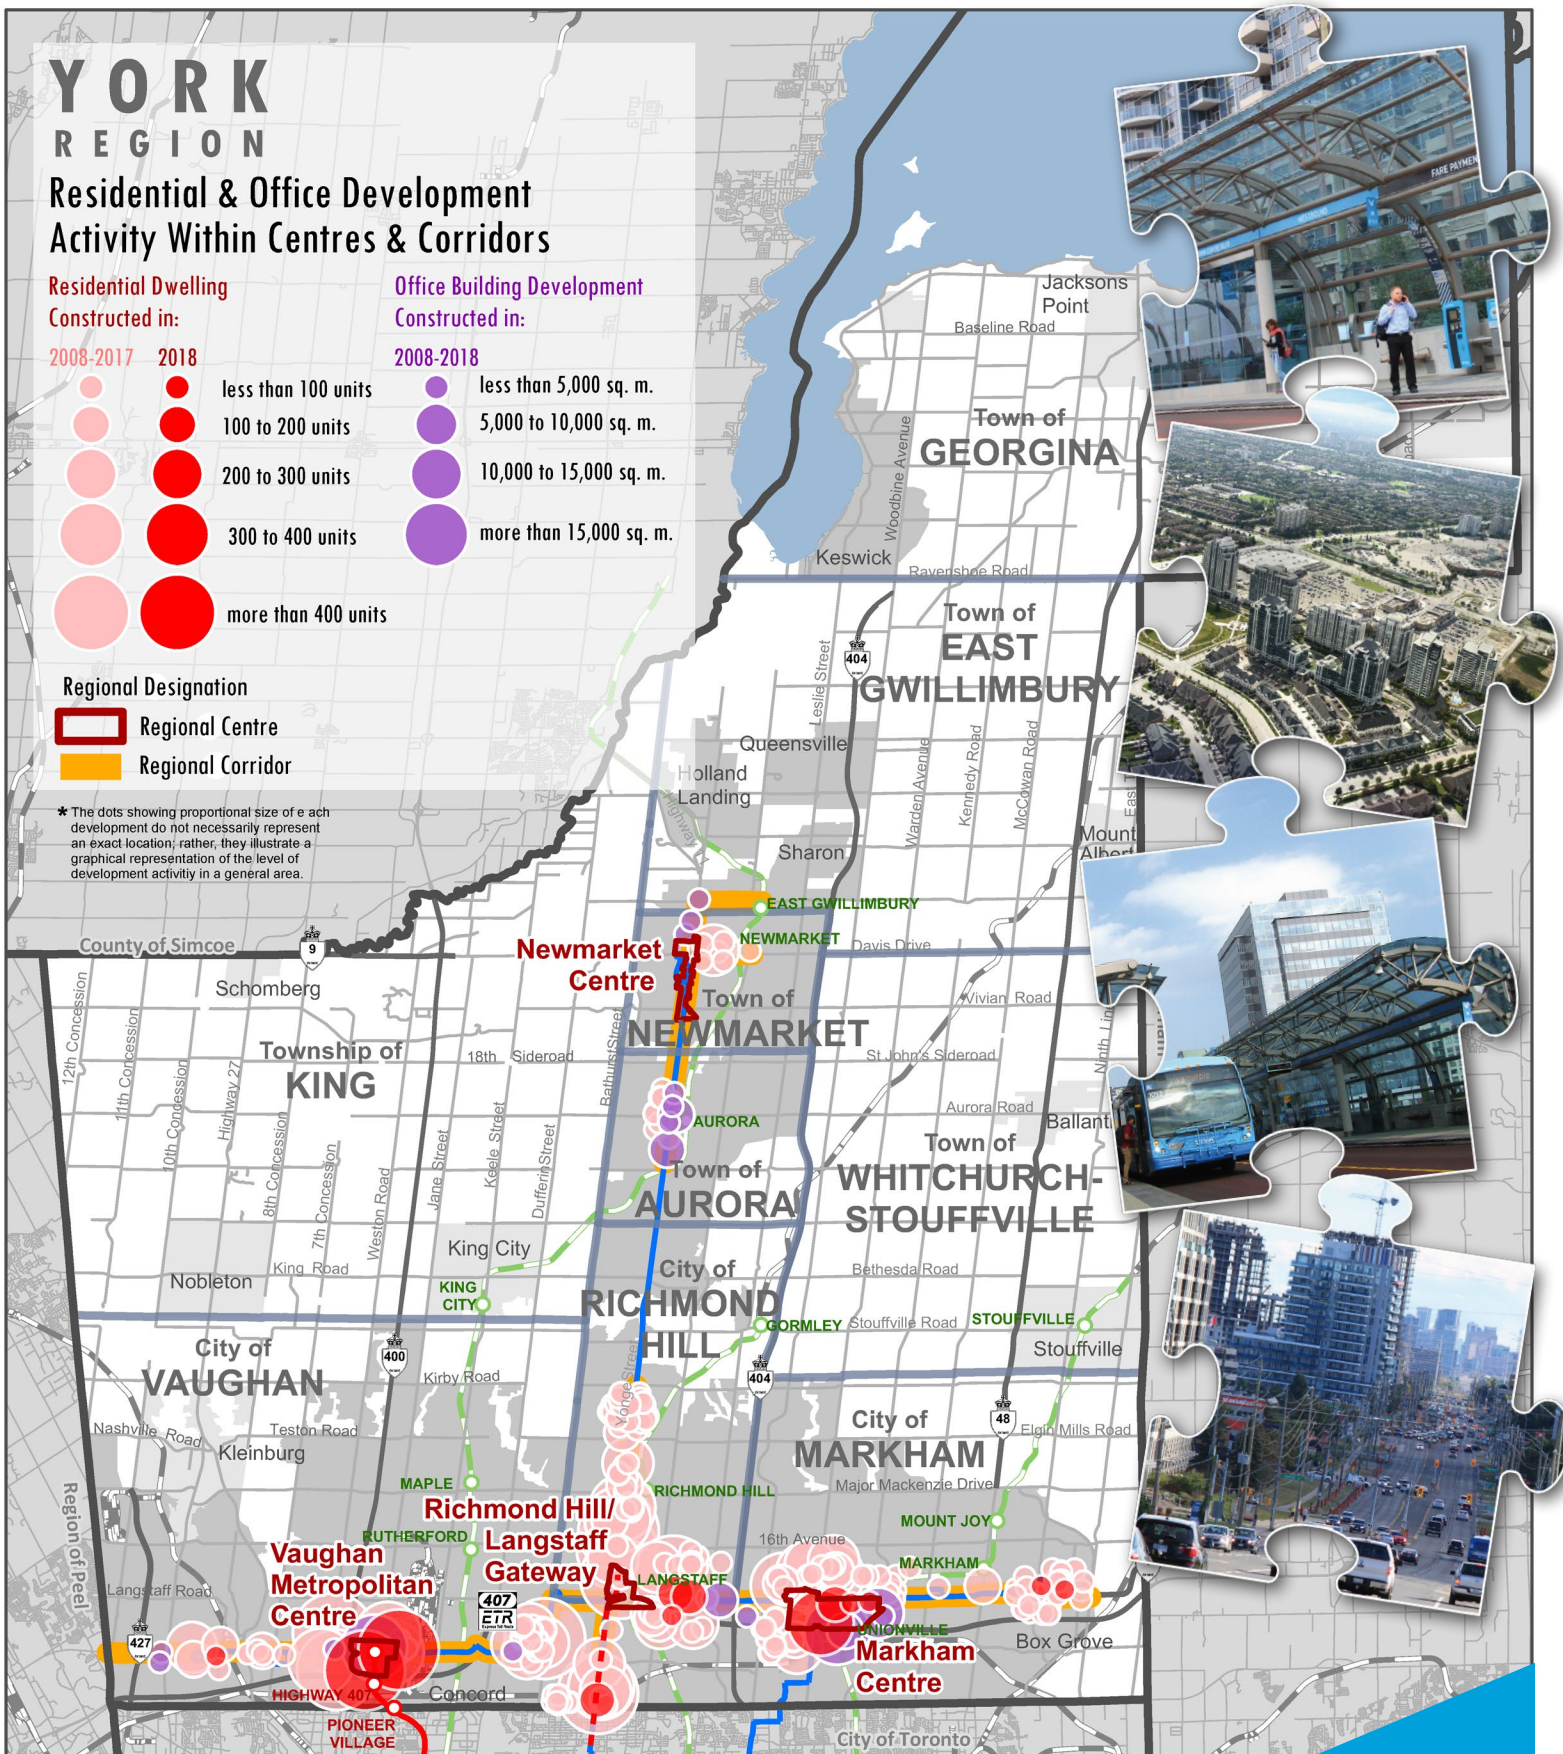 YORK
REGION
Residential & Office Development
Activity Within Centres & Corridors
Residential Dwelling
Constructed in:
2008-2017 2018
less than 100 units
100 to 200 units
200 to 300 units
300 to 400 units
more than 400 units
Office Building Development
Constructed in:
2008-2018
less than 5,000 sq. m.
5,000 to 10,000 sq. m.
10,000 to 15,000 sq. m.
more than 15,000 sq. m.
Regional Designation
Regional Centre
Regional Corridor
* The dots showing proportional size of e ach
development do not necessarily represent
an exact location; rather, they illustrate a
graphical representation of the level of
development activitiy in a general area.
FARE PAYMEN
Jacksons
Point
Baseline Road
Town of
GEORGINA
Woodbine Avenue
Keswick
Ravenshoe Road
Town of
EAST
GWILLIMBURY
404
Leslie Street
Queensville
Holland
Landing
Highway
Warden Avenue
Kennedy Road
McCowan Road
East
Mount
Albert
Sharon
EAST GWILLIMBURY
County of Simcoe
9
Newmarket
Centre
NEWMARKET
Davis Drive
Schomberg
Vivian Road
Town of
NEWMARKET
12th Concession
11th Concession
10th Concession
Highway 27
8th Concession
7th Concession
Weston Road
Jane Street
Keele Street
Dufferin Street
Bathurst Street
Township of
KING
18th Sideroad
St John's Sideroad
Ninth Lin
Aurora Road
Ballant
AURORA
Town of
AURORA
Town of
WHITCHURCH-
STOUFFVILLE
King City
King Road
Nobleton
KING
CITY
City of
RICHMOND
HILL
Bethesda Road
GORMLEY
Stouffville Road
STOUFFVILLE
Stouffville
City of
VAUGHAN
400
Kirby Road
404
Yonge Street
Nashville Road
Teston Road
Kleinburg
City of
MARKHAM
48
Elgin Mills Road
Major Mackenzie Drive
MAPLE
RICHMOND HILL
Region of Peel
Richmond Hill/
Langstaff
Gateway
RUTHERFORD
MOUNT JOY
16th Avenue
MARKHAM
Vaughan
Metropolitan
Centre
LANGSTAFF
Langstaff Road
407
ETR
Express Toll Route
427
UNIONVILLE
Markham
Centre
Box Grove
HIGHWAY 407
Concord
PIONEER
VILLAGE
City of Toronto